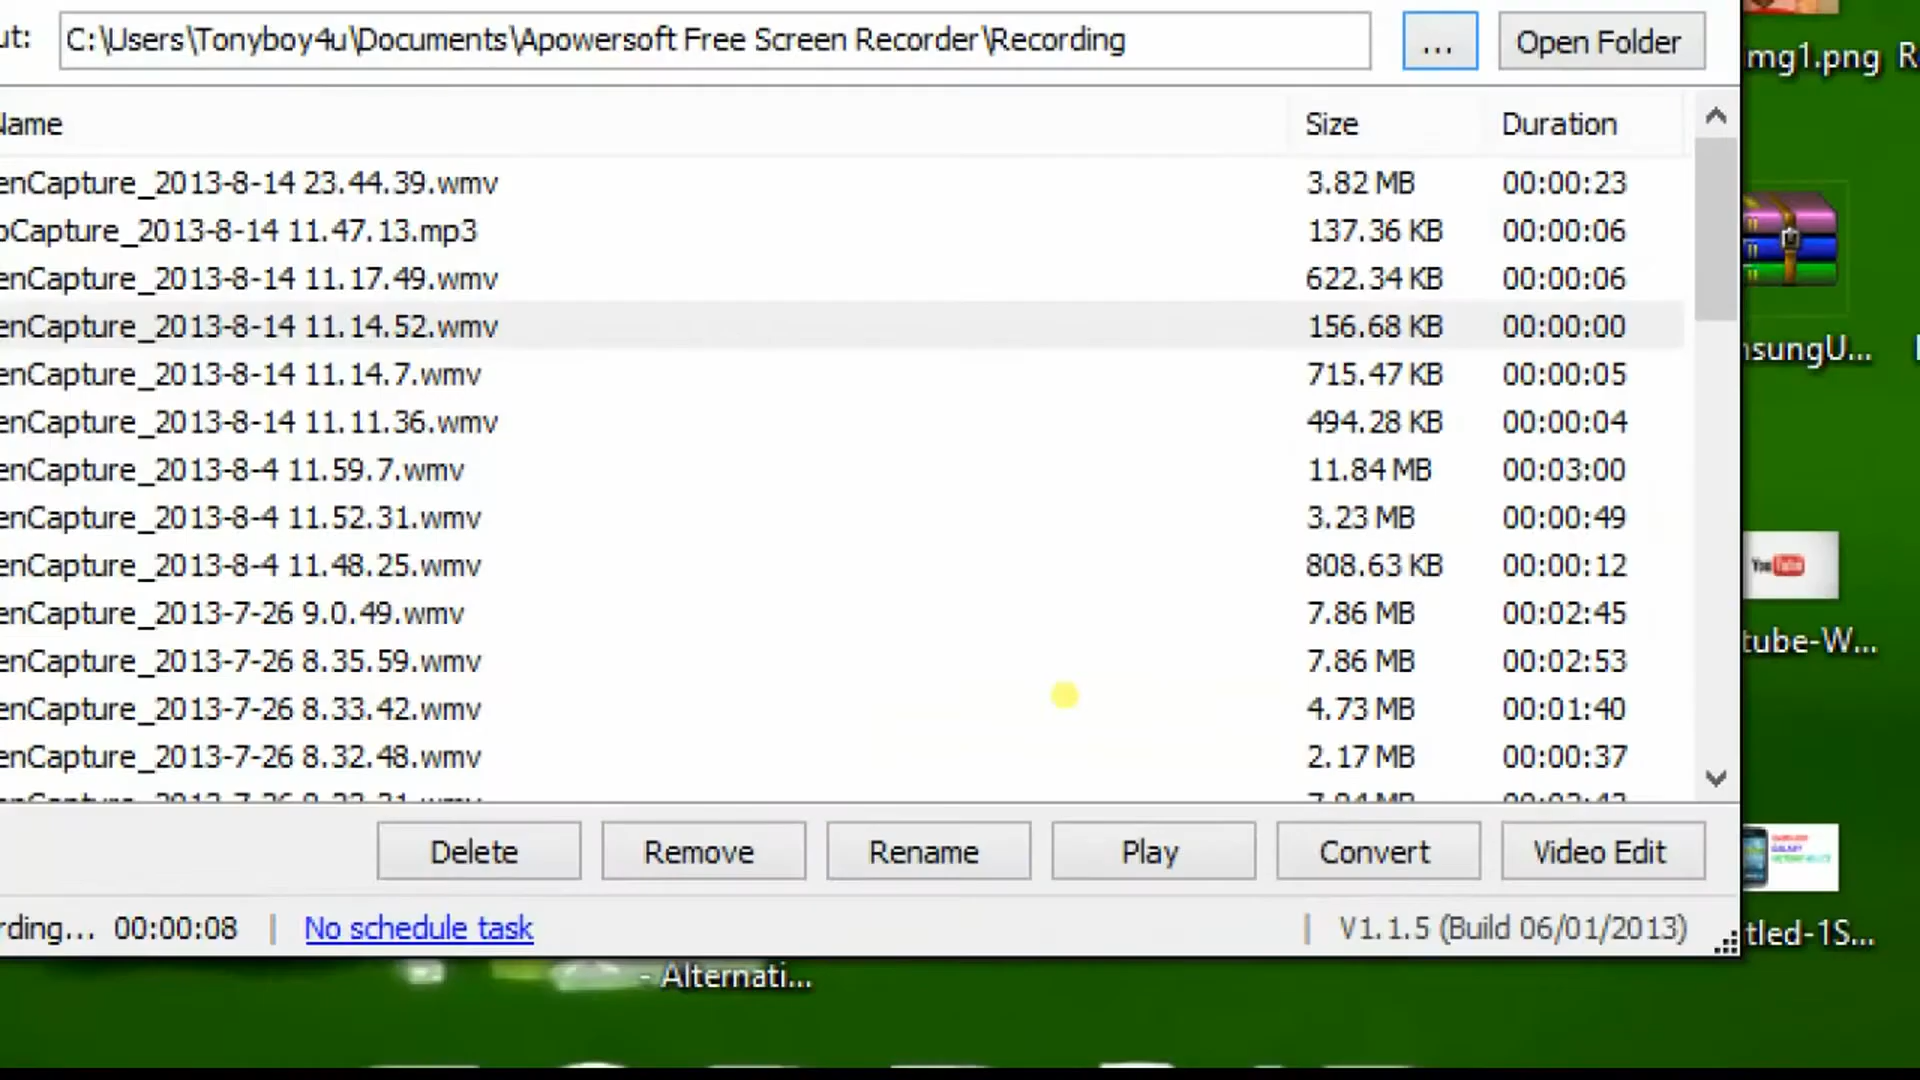 ut: C:\Users\Tonyboy4u\Documents\Apowersoft Free Screen Recorder\Recording ... Open Folder
mg1.png R
Name Size Duration
enCapture_2013-8-14 23.44.39.wmv 3.82 MB 00:00:23
oCapture_2013-8-14 11.47.13.mp3 137.36 KB 00:00:06
enCapture_2013-8-14 11.17.49.wmv 622.34 KB 00:00:06
enCapture_2013-8-14 11.14.52.wmv 156.68 KB 00:00:00
nsungU...
enCapture_2013-8-14 11.14.7.wmv 715.47 KB 00:00:05
enCapture_2013-8-14 11.11.36.wmv 494.28 KB 00:00:04
enCapture_2013-8-4 11.59.7.wmv 11.84 MB 00:03:00
enCapture_2013-8-4 11.52.31.wmv 3.23 MB 00:00:49
enCapture_2013-8-4 11.48.25.wmv 808.63 KB 00:00:12
YouTube
enCapture_2013-7-26 9.0.49.wmv 7.86 MB 00:02:45
tube-W...
enCapture_2013-7-26 8.35.59.wmv 7.86 MB 00:02:53
enCapture_2013-7-26 8.33.42.wmv 4.73 MB 00:01:40
enCapture_2013-7-26 8.32.48.wmv 2.17 MB 00:00:37
Delete Remove Rename Play Convert Video Edit
rding... 00:00:08 | No schedule task | V1.1.5 (Build 06/01/2013)
tled-1S...
- Alternati...